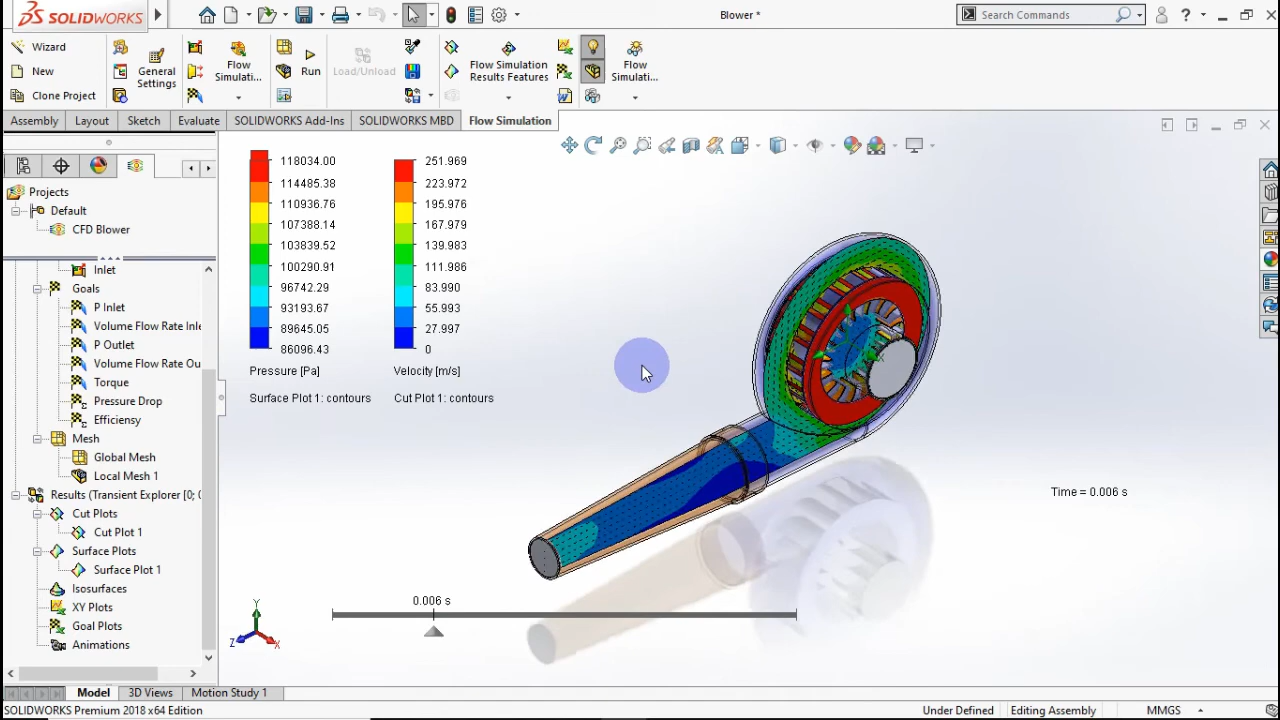 SOLIDWORKS
Blower *
Search Commands
?
Wizard
New
Clone Project
General
Settings
Flow
Simulati...
Run
Load/Unload
Flow Simulation
Results Features
Flow
Simulati...
Assembly
Layout
Sketch
Evaluate
SOLIDWORKS Add-Ins
SOLIDWORKS MBD
Flow Simulation
Projects
Default
CFD Blower
Inlet
Goals
P Inlet
Volume Flow Rate Inle
P Outlet
Volume Flow Rate Ou
Torque
Pressure Drop
Efficiency
Mesh
Global Mesh
Local Mesh 1
Results (Transient Explorer [0; 0
Cut Plots
Cut Plot 1
Surface Plots
Surface Plot 1
Isosurfaces
XY Plots
Goal Plots
Animations
118034.00
114485.38
110936.76
107388.14
103839.52
100290.91
96742.29
93193.67
89645.05
86096.43
Pressure [Pa]
Surface Plot 1: contours
251.969
223.972
195.976
167.979
139.983
111.986
83.990
55.993
27.997
0
Velocity [m/s]
Cut Plot 1: contours
Time = 0.006 s
0.006 s
Y
Z
X
Model
3D Views
Motion Study 1
SOLIDWORKS Premium 2018 x64 Edition
Under Defined
Editing Assembly
MMGS